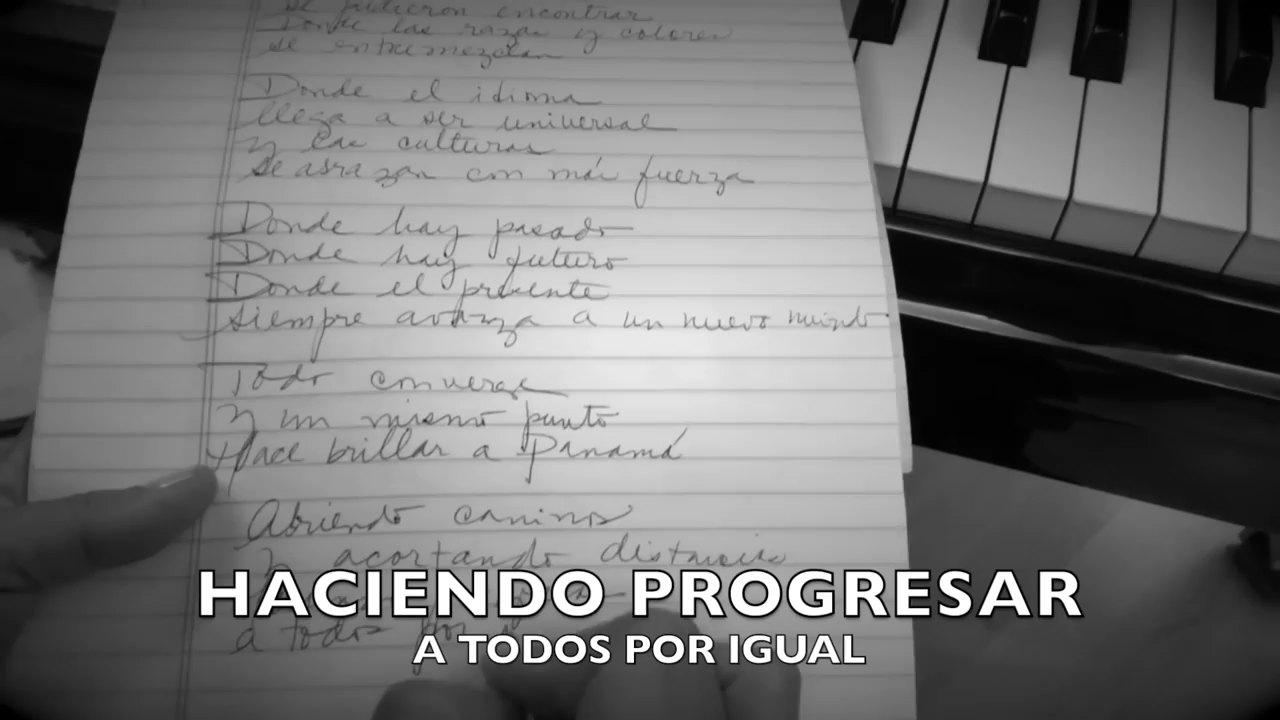 se pudieron encontrar
Donde las razas y colores
se entremezclan
Donde el idioma
llega a ser universal
y las culturas
se abrazan con más fuerza
Donde hay pasado
Donde hay futuro
Donde el presente
siempre avanza a un nuevo mundo
Todo converge
Y un mismo punto
Hace brillar a Panamá
Abriendo caminos
y acortando distancia
HACIENDO PROGRESAR
a todos por
A TODOS POR IGUAL